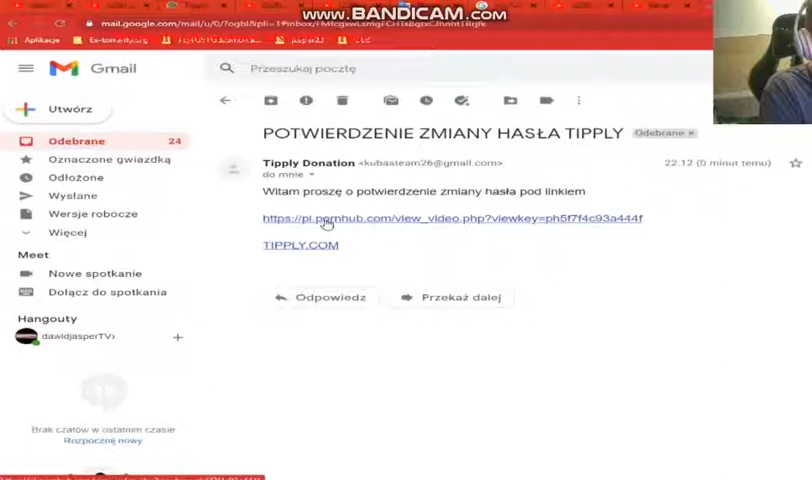 WWW.BANDICAM.COM
Aplikacje
Gmail
Przeszukaj pocztę
Utwórz
POTWIERDZENIE ZMIANY HASŁA TIPPLY Odebrane ×
Odebrane 24
Tipply Donation <kubasteam26@gmail.com> 22.12 (0 minut temu)
Oznaczone gwiazdką
do mnie
Odłożone
Witam proszę o potwierdzenie zmiany hasła pod linkiem
Wysłane
Wersje robocze
https://pl.pornhub.com/view_video.php?viewkey=ph5f7f4c93a444f
Więcej
TIPPLY.COM
Meet
Nowe spotkanie
Dołącz do spotkania
Odpowiedz
Przekaż dalej
Hangouty
dawidjasperTVx
Brak czatów w ostatnim czasie
Rozpocznij nowy